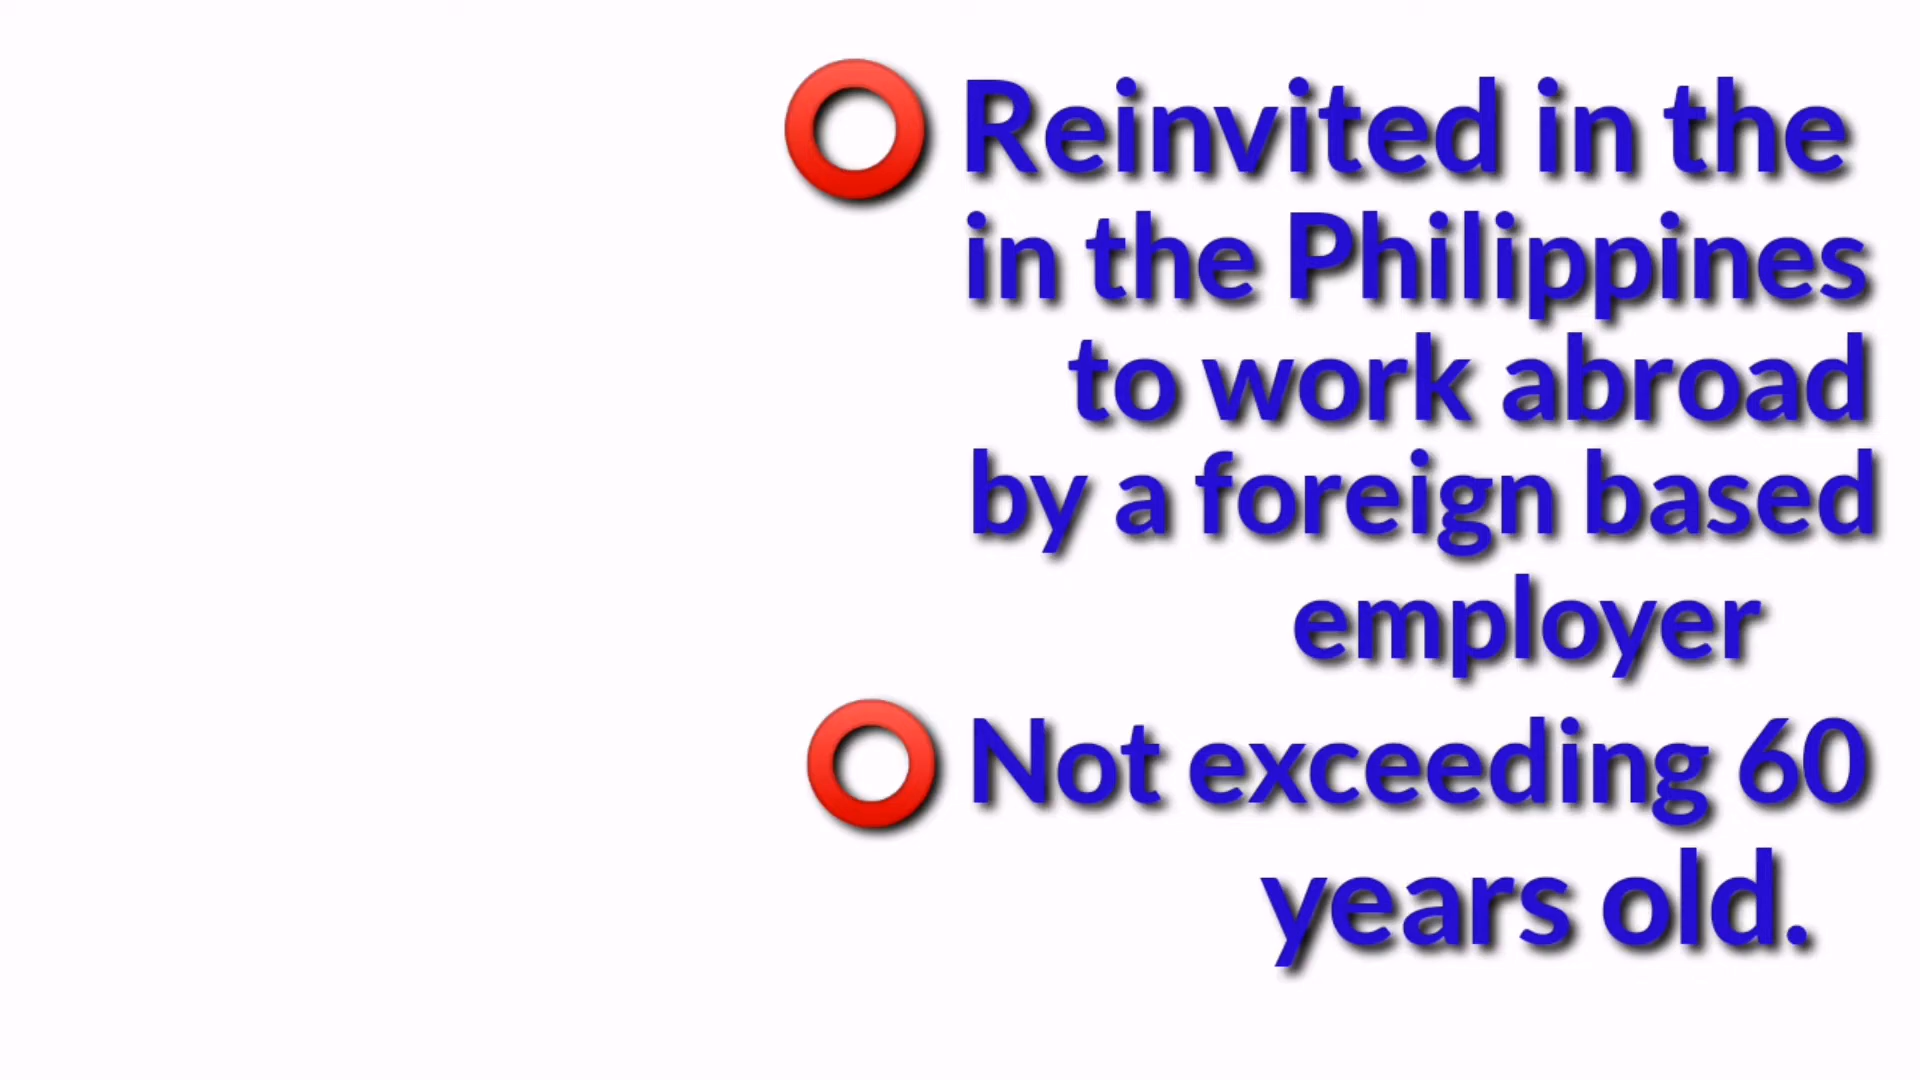 Reinvited in the
in the Philippines
to work abroad
by a foreign based
employer
Not exceeding 60
years old.